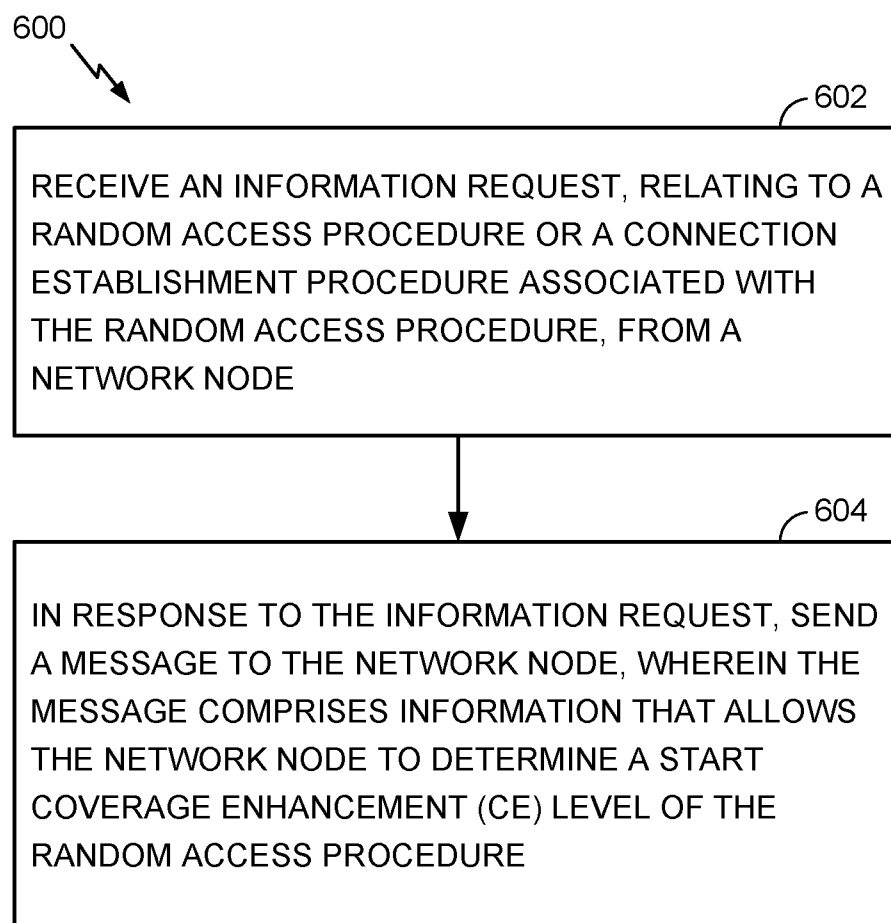 600
602
RECEIVE AN INFORMATION REQUEST, RELATING TO A
RANDOM ACCESS PROCEDURE OR A CONNECTION
ESTABLISHMENT PROCEDURE ASSOCIATED WITH
THE RANDOM ACCESS PROCEDURE, FROM A
NETWORK NODE
604
IN RESPONSE TO THE INFORMATION REQUEST, SEND
A MESSAGE TO THE NETWORK NODE, WHEREIN THE
MESSAGE COMPRISES INFORMATION THAT ALLOWS
THE NETWORK NODE TO DETERMINE A START
COVERAGE ENHANCEMENT (CE) LEVEL OF THE
RANDOM ACCESS PROCEDURE